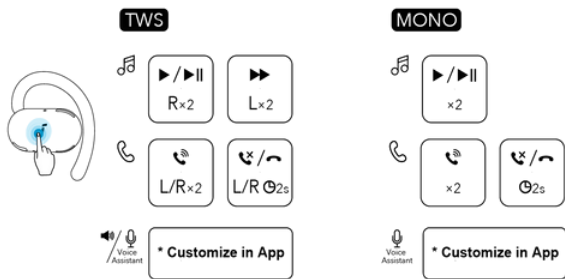 TWS
MONO
R×2
L×2
×2
L/R×2
L/R 2s
×2
2s
Voice
Assistant
* Customize in App
Voice
Assistant
* Customize in App